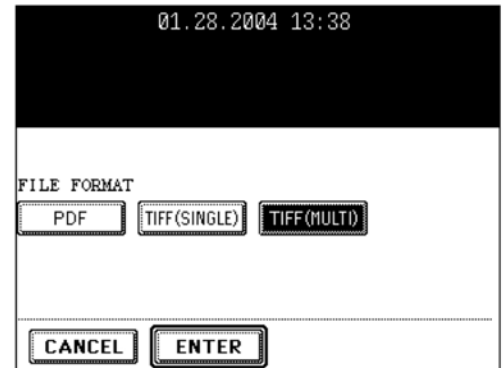 01.28.2004 13:38
FILE FORMAT
PDF TIFF(SINGLE) TIFF(MULTI)
CANCEL ENTER